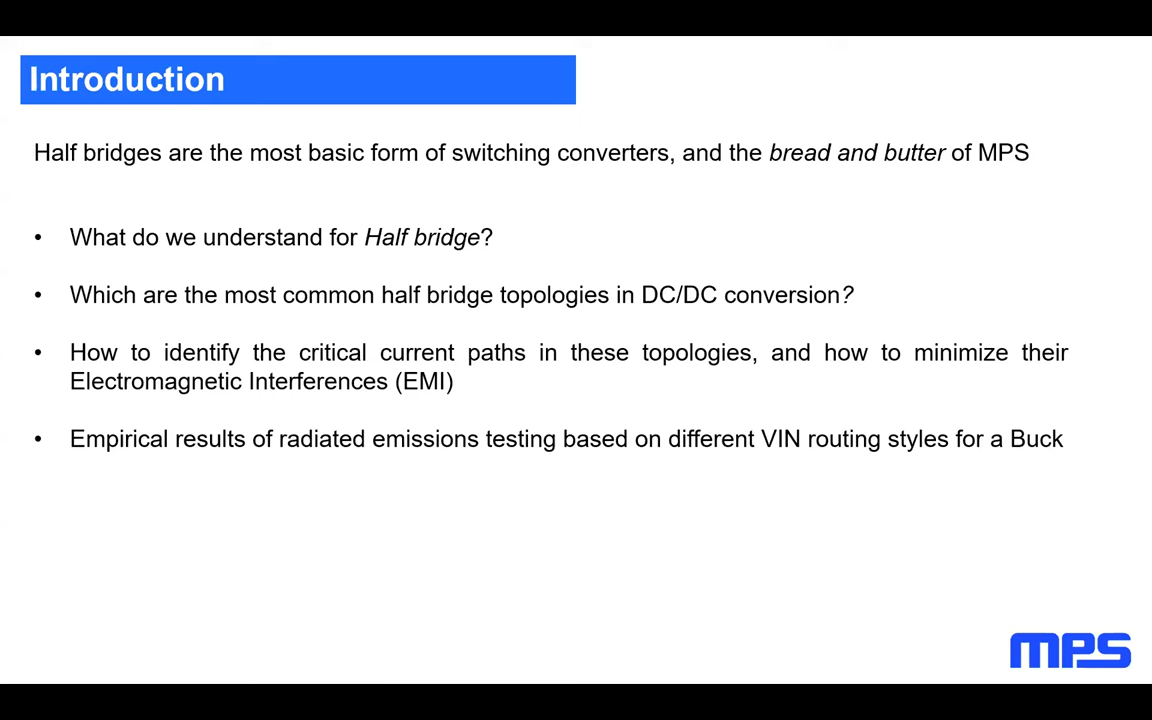 Introduction
Half bridges are the most basic form of switching converters, and the bread and butter of MPS
• What do we understand for Half bridge?
• Which are the most common half bridge topologies in DC/DC conversion?
• How to identify the critical current paths in these topologies, and how to minimize their
Electromagnetic Interferences (EMI)
• Empirical results of radiated emissions testing based on different VIN routing styles for a Buck
mps